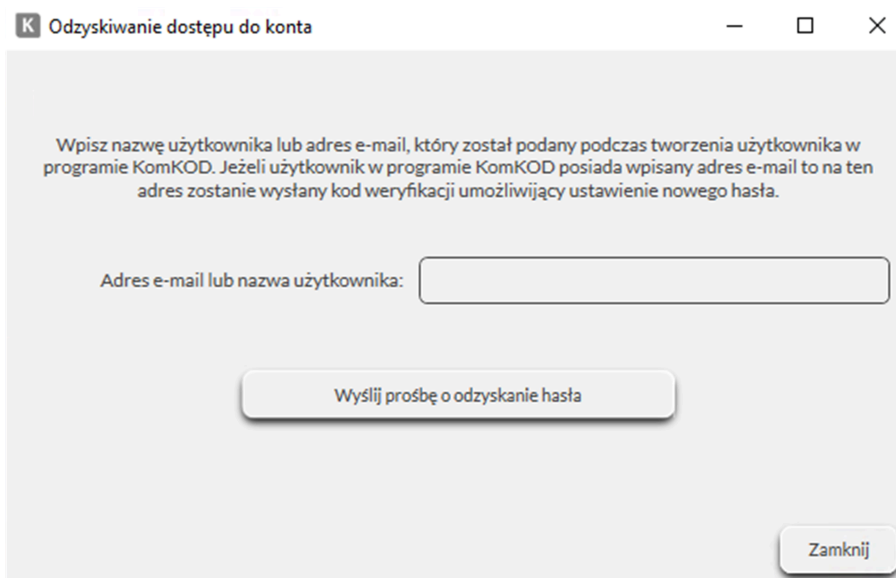 K Odzyskiwanie dostępu do konta
Wpisz nazwę użytkownika lub adres e-mail, który został podany podczas tworzenia użytkownika w
programie KomKOD. Jeżeli użytkownik w programie KomKOD posiada wpisany adres e-mail to na ten
adres zostanie wysłany kod weryfikacji umożliwijący ustawienie nowego hasła.
Adres e-mail lub nazwa użytkownika:
Wyślij prośbę o odzyskanie hasła
Zamknij